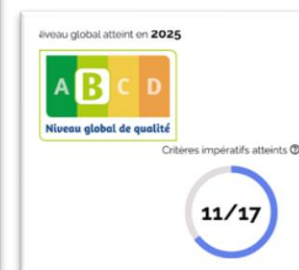 Niveau global atteint en 2025
A B C D
Niveau global de qualité
Critères impératifs atteints ?
11/17